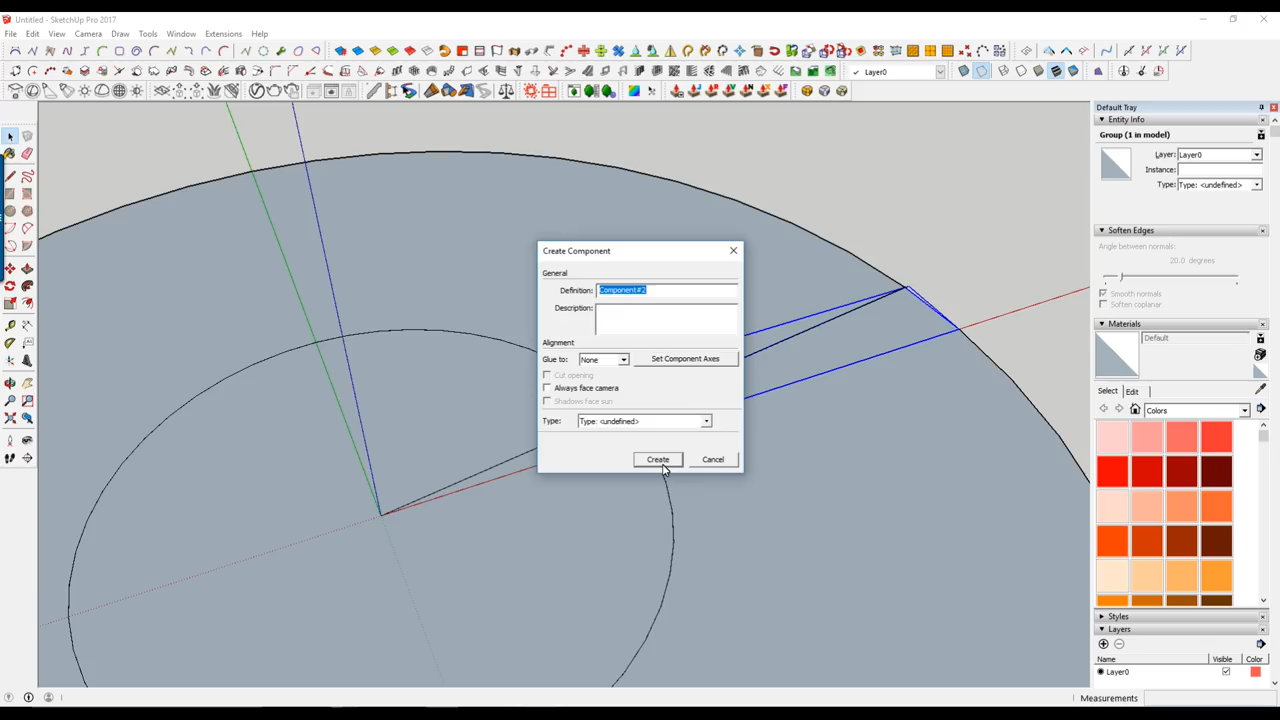 Untitled - SketchUp Pro 2017
File Edit View Camera Draw Tools Window Extensions Help
Layer0
Default Tray
Entity Info
Group (1 in model)
Layer: Layer0
Instance:
Type: Type: <undefined>
Soften Edges
Angle between normals:
20.0 degrees
Smooth normals
Soften coplanar
Materials
Default
Select Edit
Colors
Styles
Layers
Name Visible Color
Layer0
Measurements
Create Component
General
Definition: Component#2
Description:
Alignment
Glue to: None Set Component Axes
Cut opening
Always face camera
Shadows face sun
Type: Type: <undefined>
Create Cancel